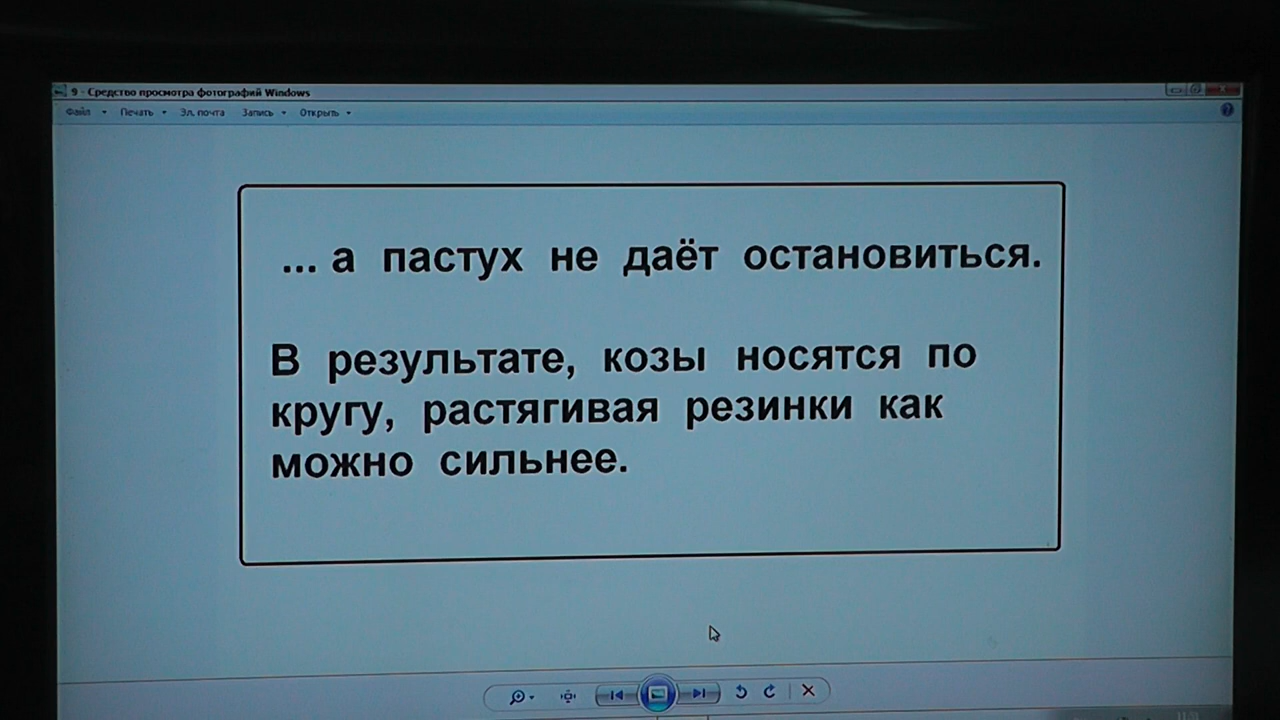 9 - Средство просмотра фотографий Windows
Файл Печать Эл. почта Запись Открыть
... а пастух не даёт остановиться.
В результате, козы носятся по
кругу, растягивая резинки как
можно сильнее.